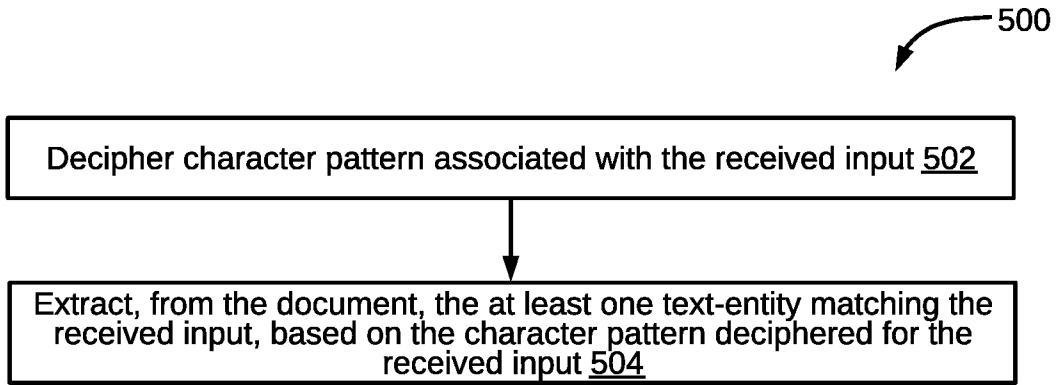 500
Decipher character pattern associated with the received input 502
Extract, from the document, the at least one text-entity matching the
received input, based on the character pattern deciphered for the
received input 504